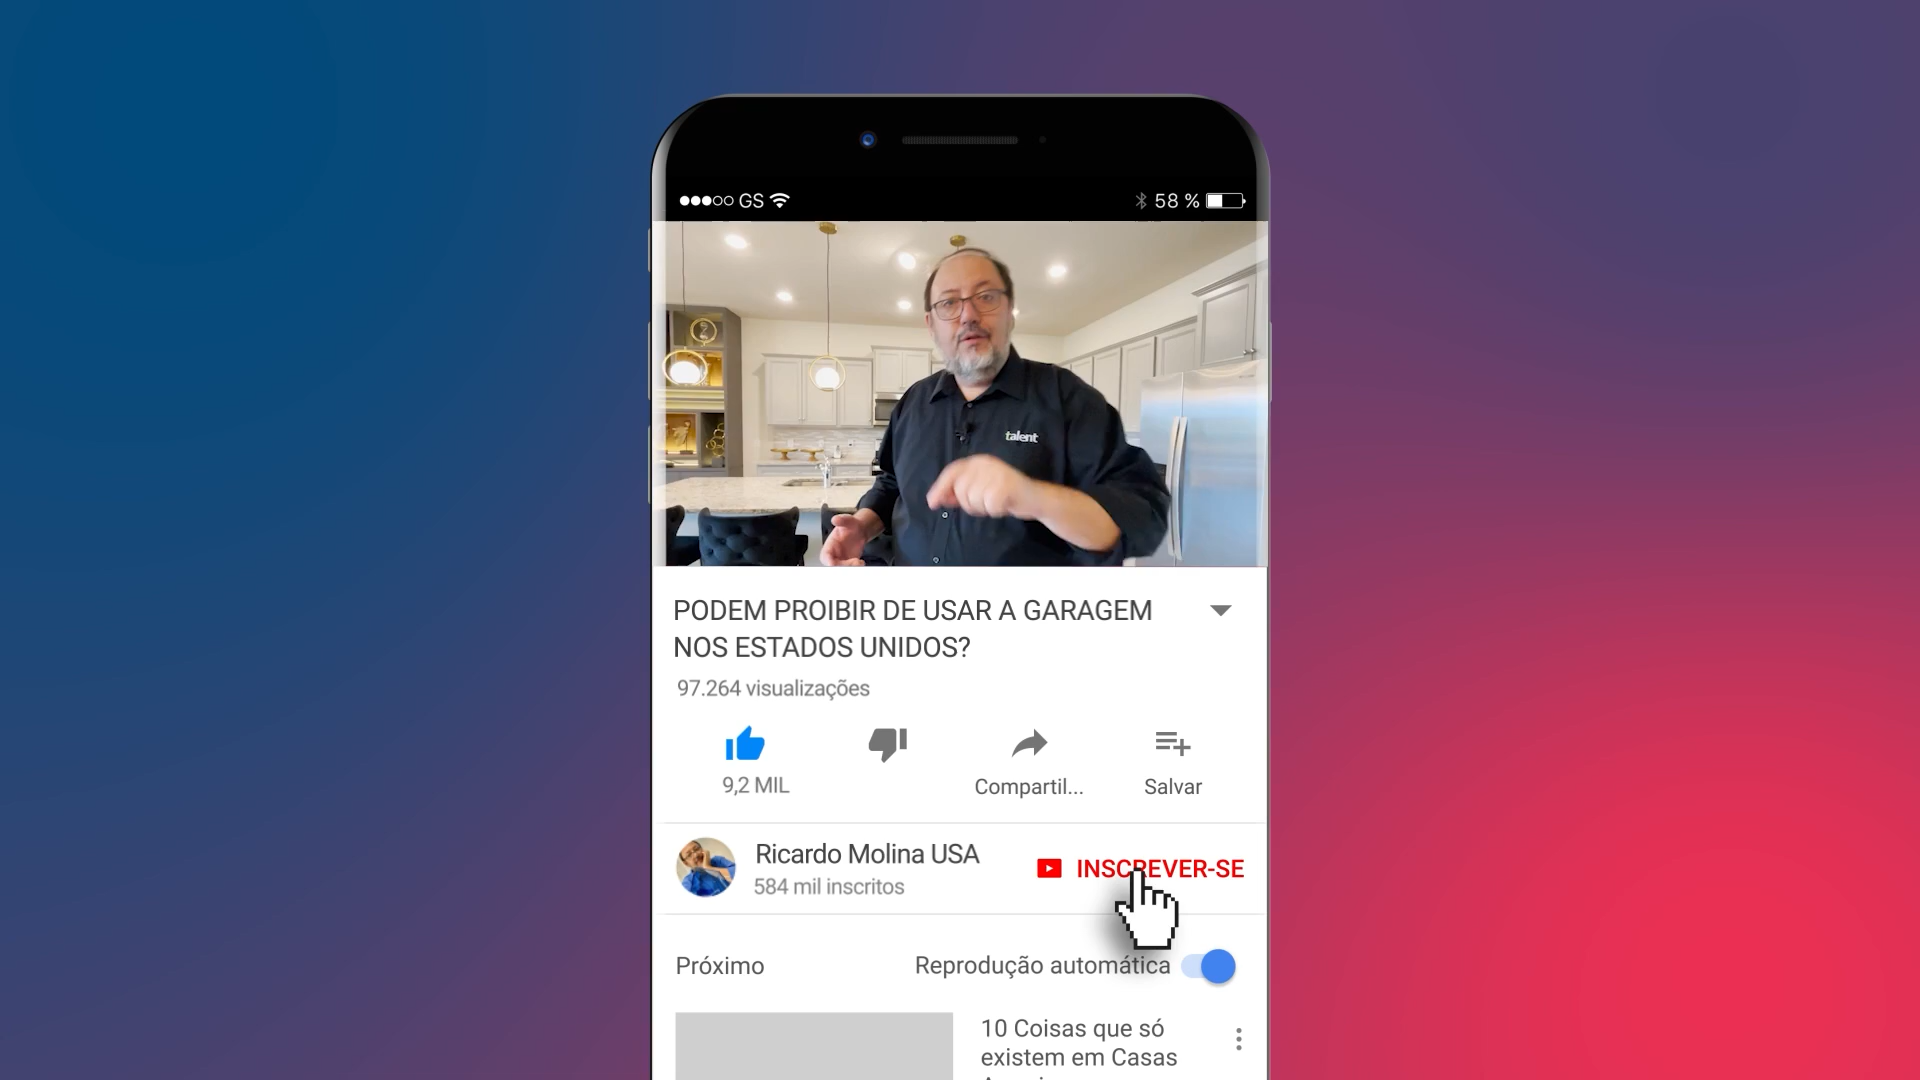 GS
58 %
talent
PODEM PROIBIR DE USAR A GARAGEM
NOS ESTADOS UNIDOS?
97.264 visualizações
9,2 MIL
Compartil...
Salvar
Ricardo Molina USA
584 mil inscritos
INSCREVER-SE
Próximo
Reprodução automática
10 Coisas que só
existem em Casas